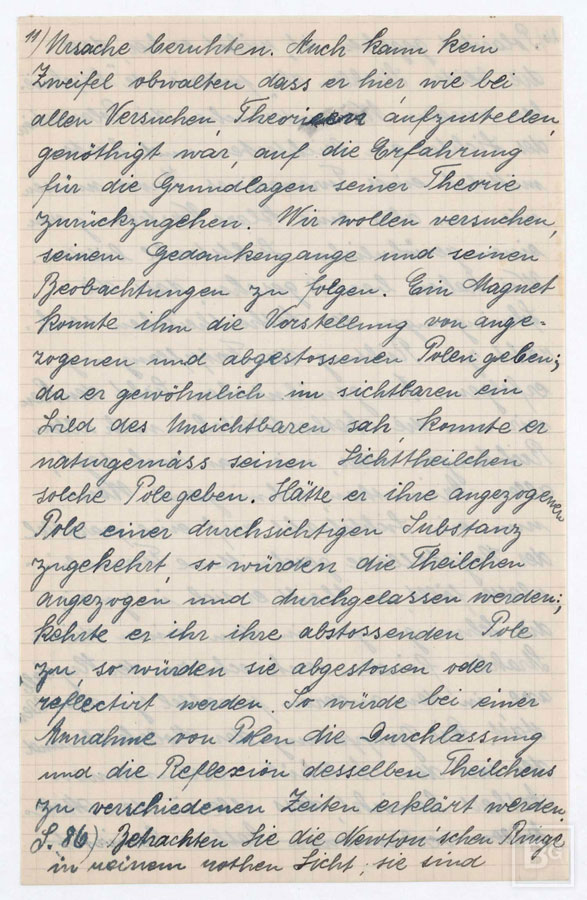 11/ Ursache beruhten. Auch kann kein
Zweifel obwalten dass er hier, wie bei
allen Versuchen, Theorieen aufzustellen,
genöthigt war, auf die Erfahrung
für die Grundlagen seiner Theorie
zurückzugehen. Wir wollen versuchen,
seinem Gedankengange und seinen
Beobachtungen zu folgen. Ein Magnet
konnte ihm die Vorstellung von ange-
zogenen und abgestossenen Polen geben;
da er gewöhnlich im sichtbaren ein
Bild des Unsichtbaren sah, konnte er
naturgemäss seinen Lichttheilchen
solche Pole geben. Hätte er ihre angezogenen
Pole einer durchsichtigen Substanz
zugekehrt, so würden die Theilchen
angezogen und durchgelassen werden;
kehrte er ihr ihre abstossenden Pole
zu, so würden sie abgestossen oder
reflectirt werden. So würde bei einer
Annahme von Polen die Durchlassung
und die Reflexion desselben Theilchens
zu verschiedenen Zeiten erklärt werden
S. 86) Betrachten Sie die Newton'schen Ringe
in reinem rothen Licht, sie sind
BG